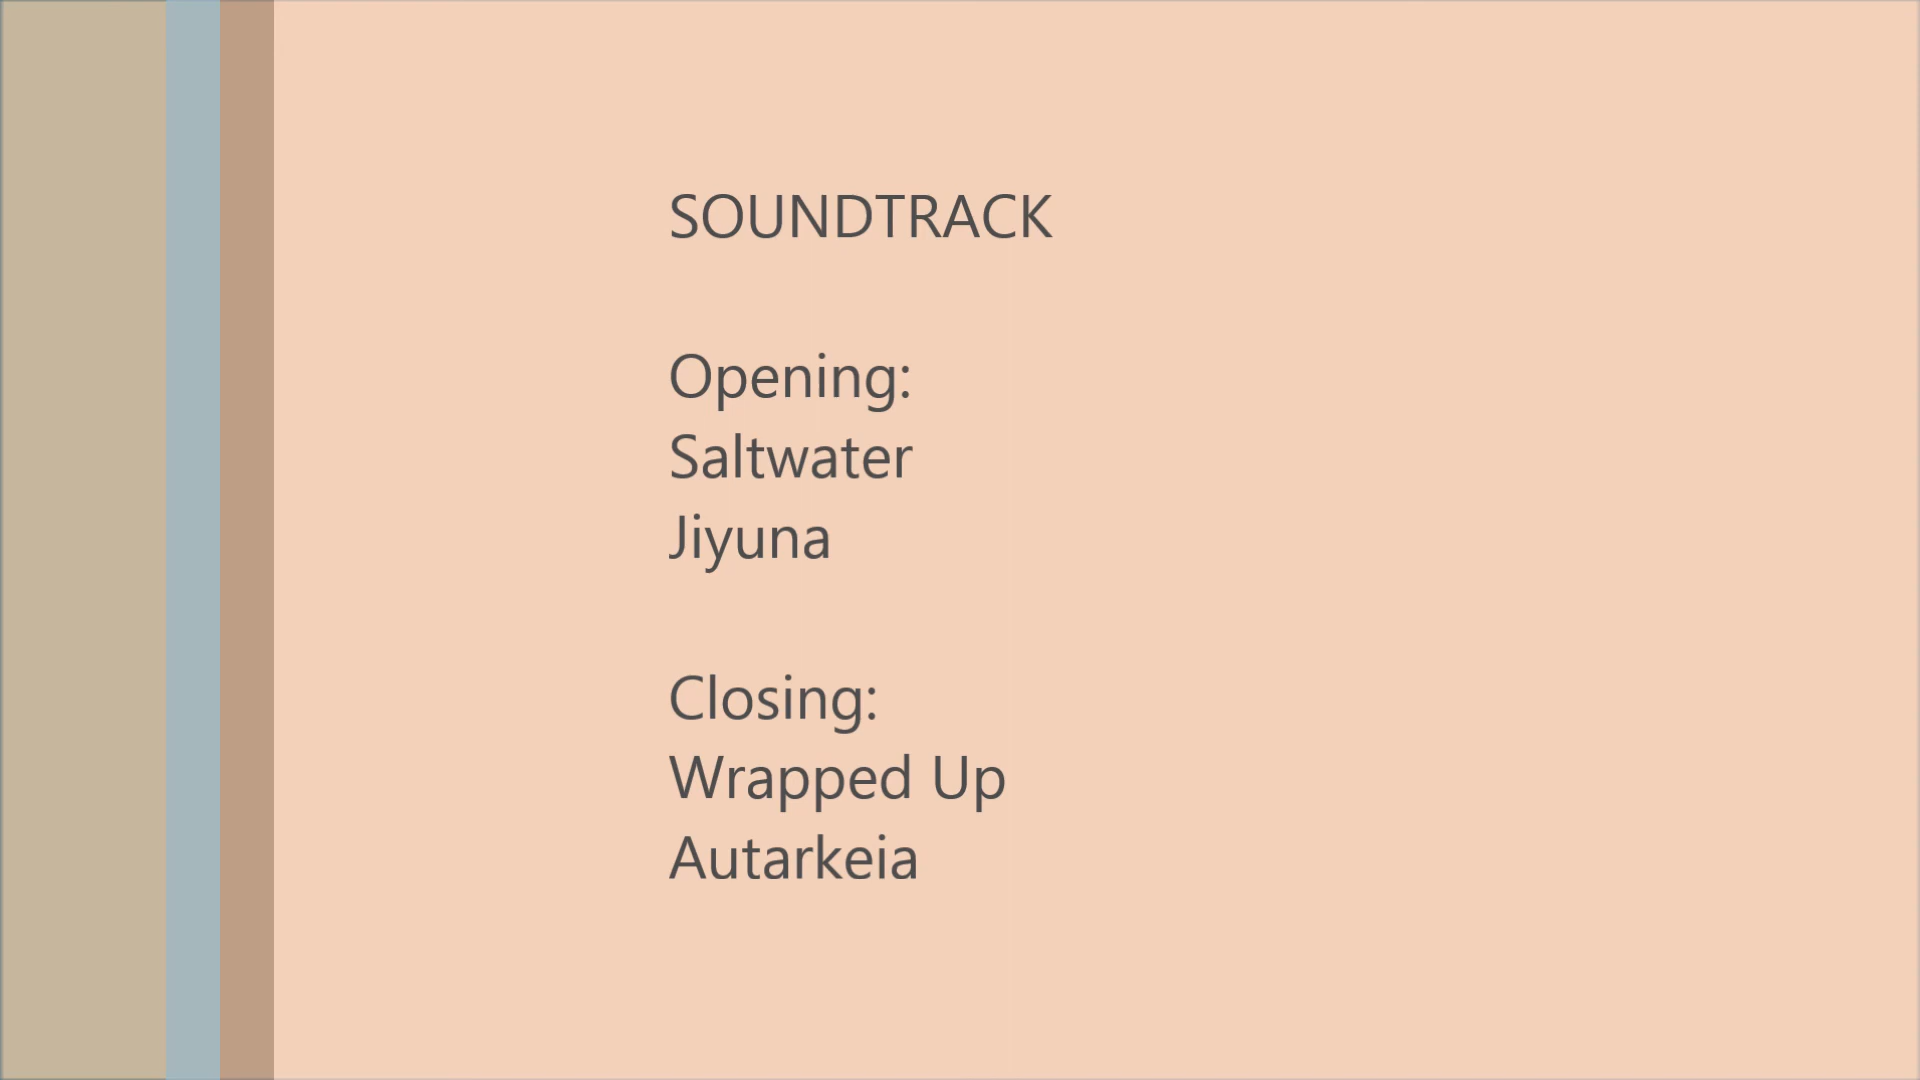 SOUNDTRACK
Opening:
Saltwater
Jiyuna
Closing:
Wrapped Up
Autarkeia